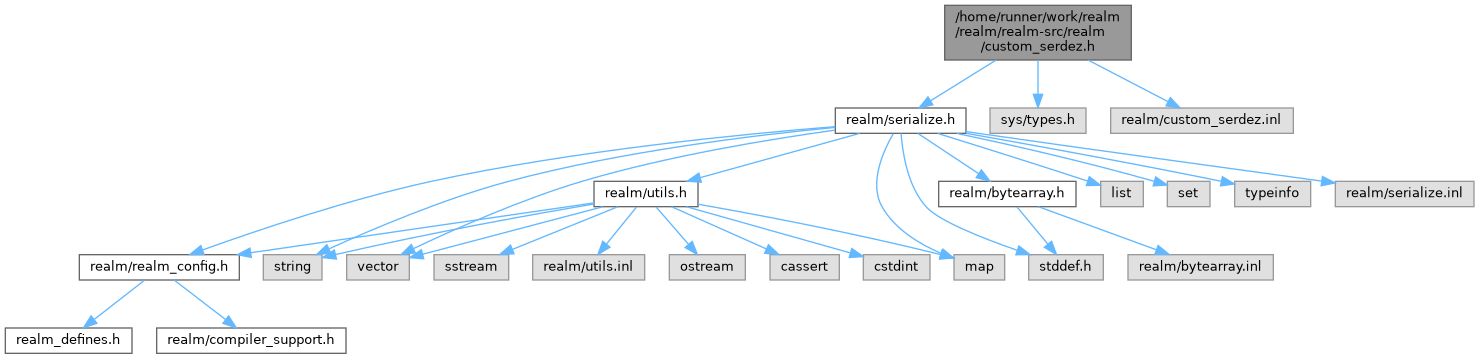 /home/runner/work/realm
/realm/realm-src/realm
/custom_serdez.h
realm/serialize.h
sys/types.h
realm/custom_serdez.inl
realm/utils.h
realm/bytearray.h
list
set
typeinfo
realm/serialize.inl
realm/realm_config.h
string
vector
sstream
realm/utils.inl
ostream
cassert
cstdint
map
stddef.h
realm/bytearray.inl
realm_defines.h
realm/compiler_support.h